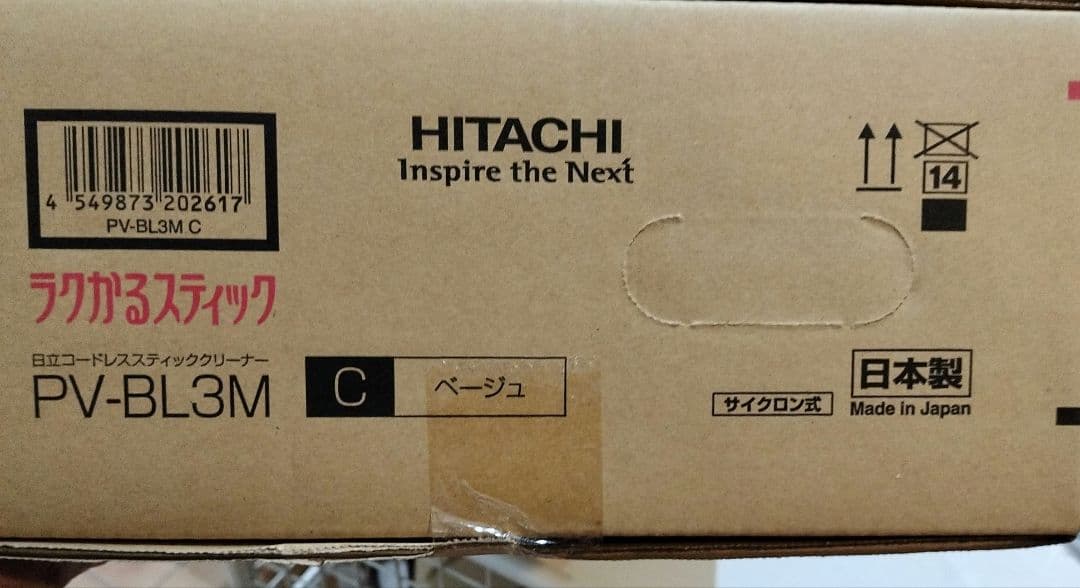 4 549873 202617
PV-BL3M C
ラクかるスティック
日立コードレススティッククリーナー
PV-BL3M
C ベージュ
HITACHI
Inspire the Next
14
サイクロン式
日本製
Made in Japan